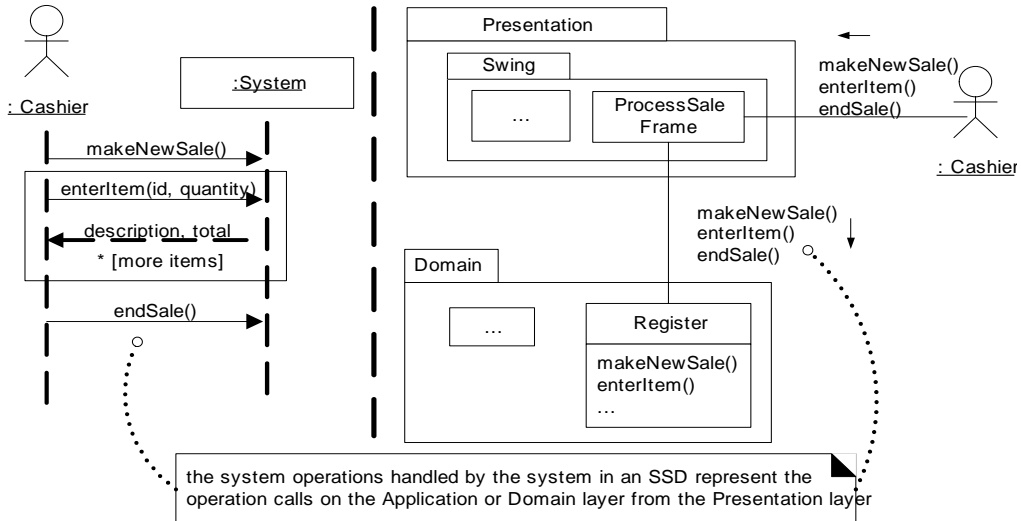 : Cashier
:System
makeNewSale()
enterItem(id, quantity)
description, total
* [more items]
endSale()
Presentation
Swing
...
ProcessSale
Frame
makeNewSale()
enterItem()
endSale()
: Cashier
makeNewSale()
enterItem()
endSale()
Domain
...
Register
makeNewSale()
enterItem()
...
the system operations handled by the system in an SSD represent the
operation calls on the Application or Domain layer from the Presentation layer